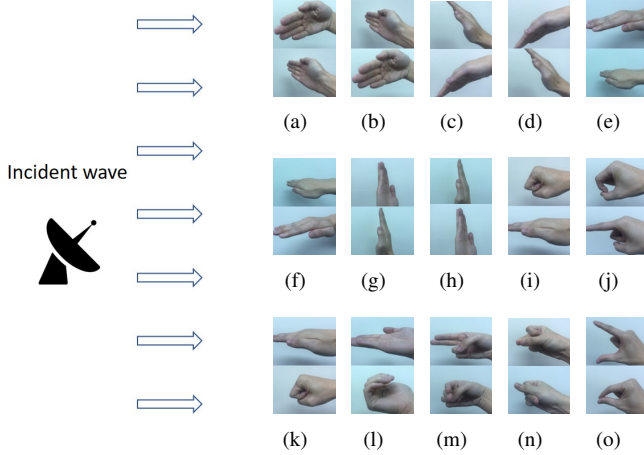 (a) (b) (c) (d) (e)
Incident wave
(f) (g) (h) (i) (j)
(k) (l) (m) (n) (o)